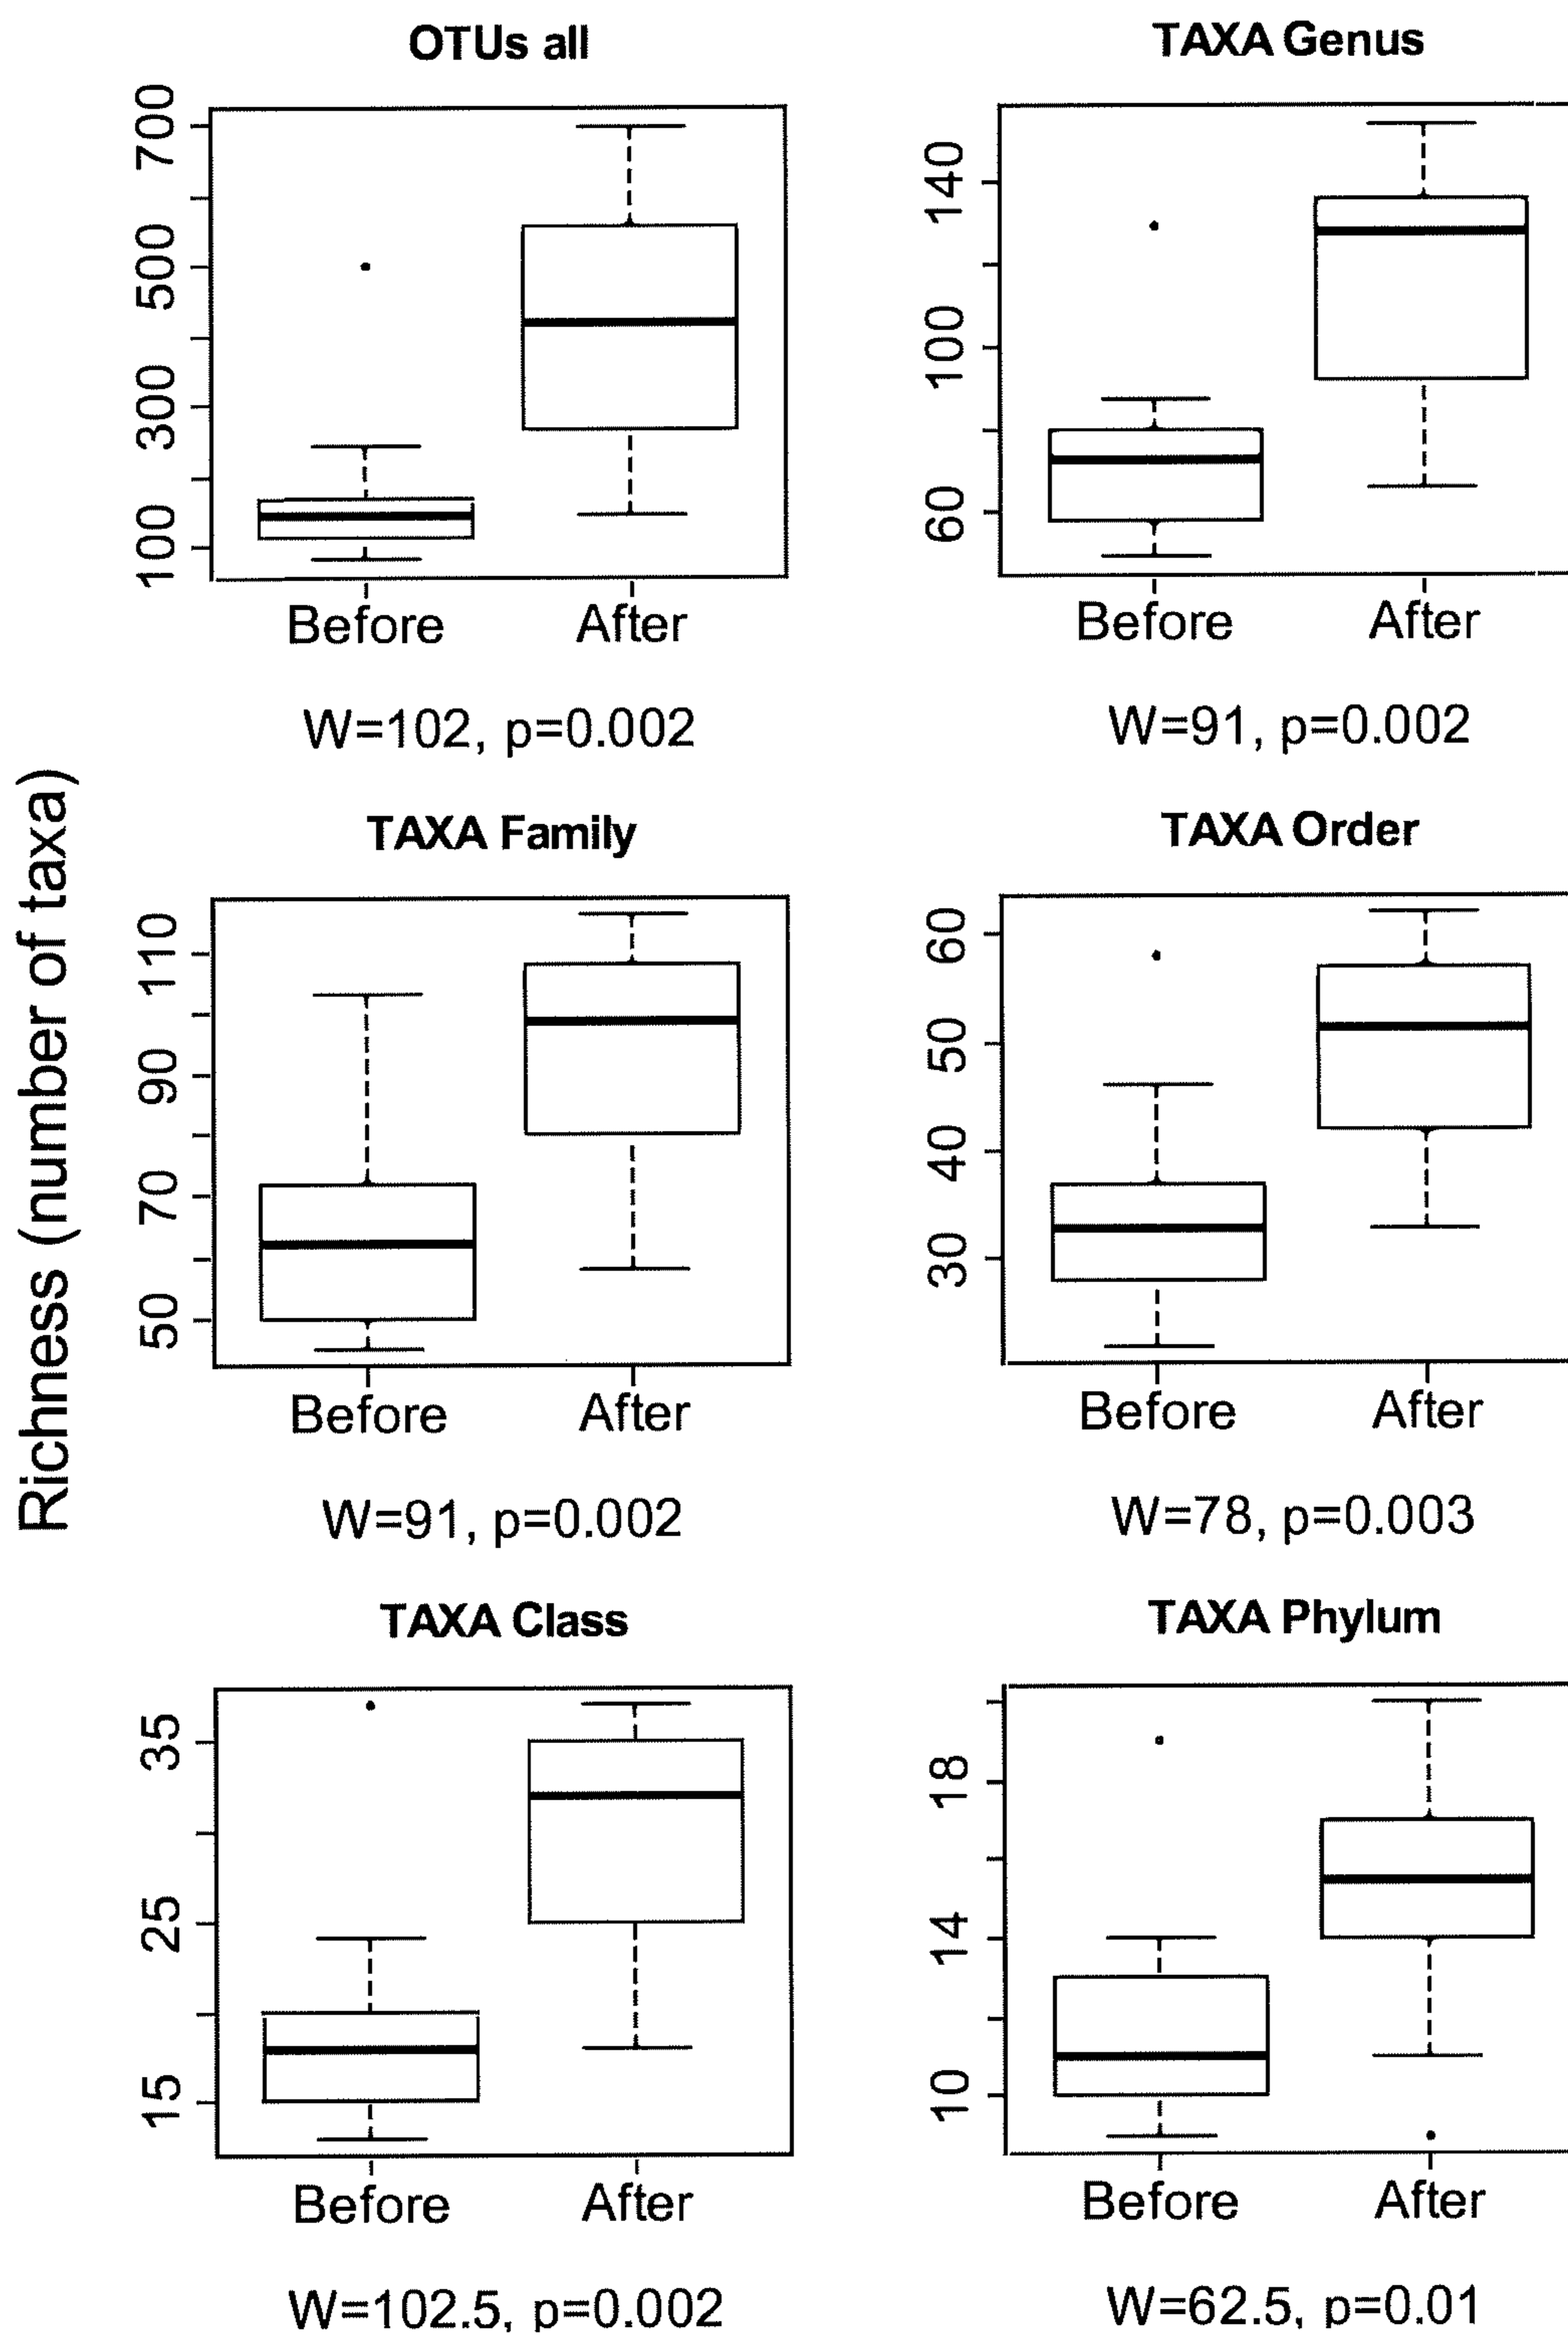 Richness (number of taxa)
OTUs all
700
500
300
100
Before After
W=102, p=0.002
TAXA Genus
140
100
60
Before After
W=91, p=0.002
TAXA Family
110
90
70
50
Before After
W=91, p=0.002
TAXA Order
60
50
40
30
Before After
W=78, p=0.003
TAXA Class
35
25
15
Before After
W=102.5, p=0.002
TAXA Phylum
18
14
10
Before After
W=62.5, p=0.01